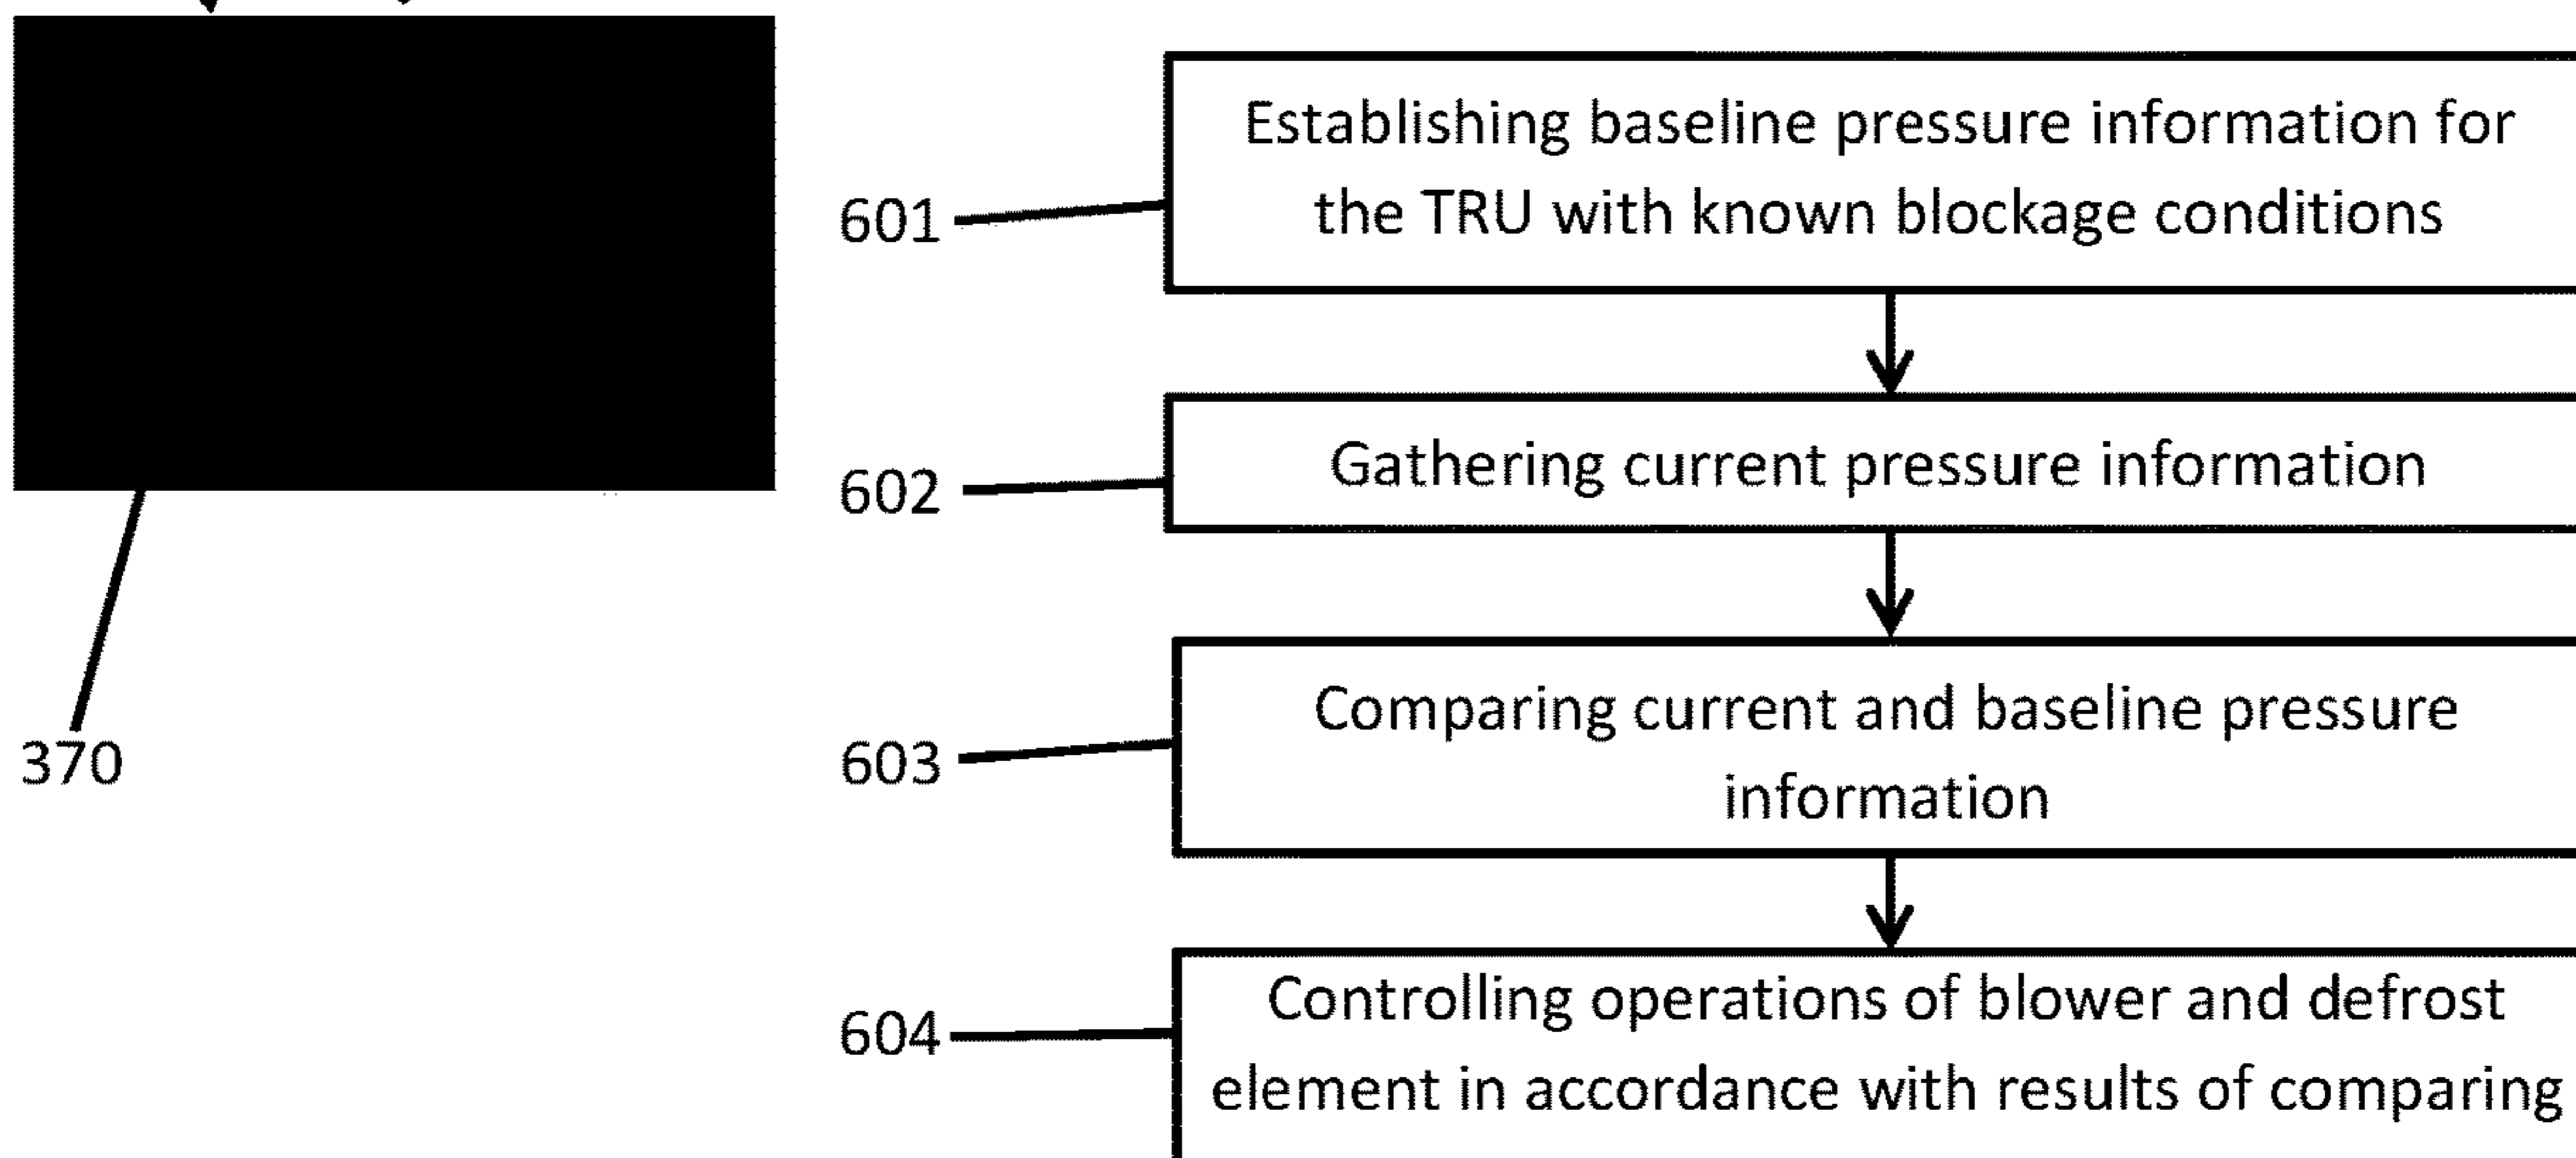 370
601
Establishing baseline pressure information for
the TRU with known blockage conditions
602
Gathering current pressure information
603
Comparing current and baseline pressure
information
604
Controlling operations of blower and defrost
element in accordance with results of comparing